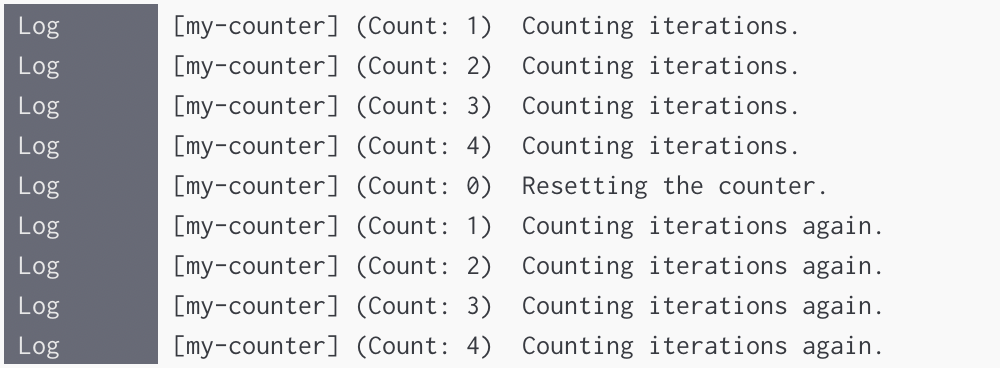 Log [my-counter] (Count: 1) Counting iterations.
Log [my-counter] (Count: 2) Counting iterations.
Log [my-counter] (Count: 3) Counting iterations.
Log [my-counter] (Count: 4) Counting iterations.
Log [my-counter] (Count: 0) Resetting the counter.
Log [my-counter] (Count: 1) Counting iterations again.
Log [my-counter] (Count: 2) Counting iterations again.
Log [my-counter] (Count: 3) Counting iterations again.
Log [my-counter] (Count: 4) Counting iterations again.